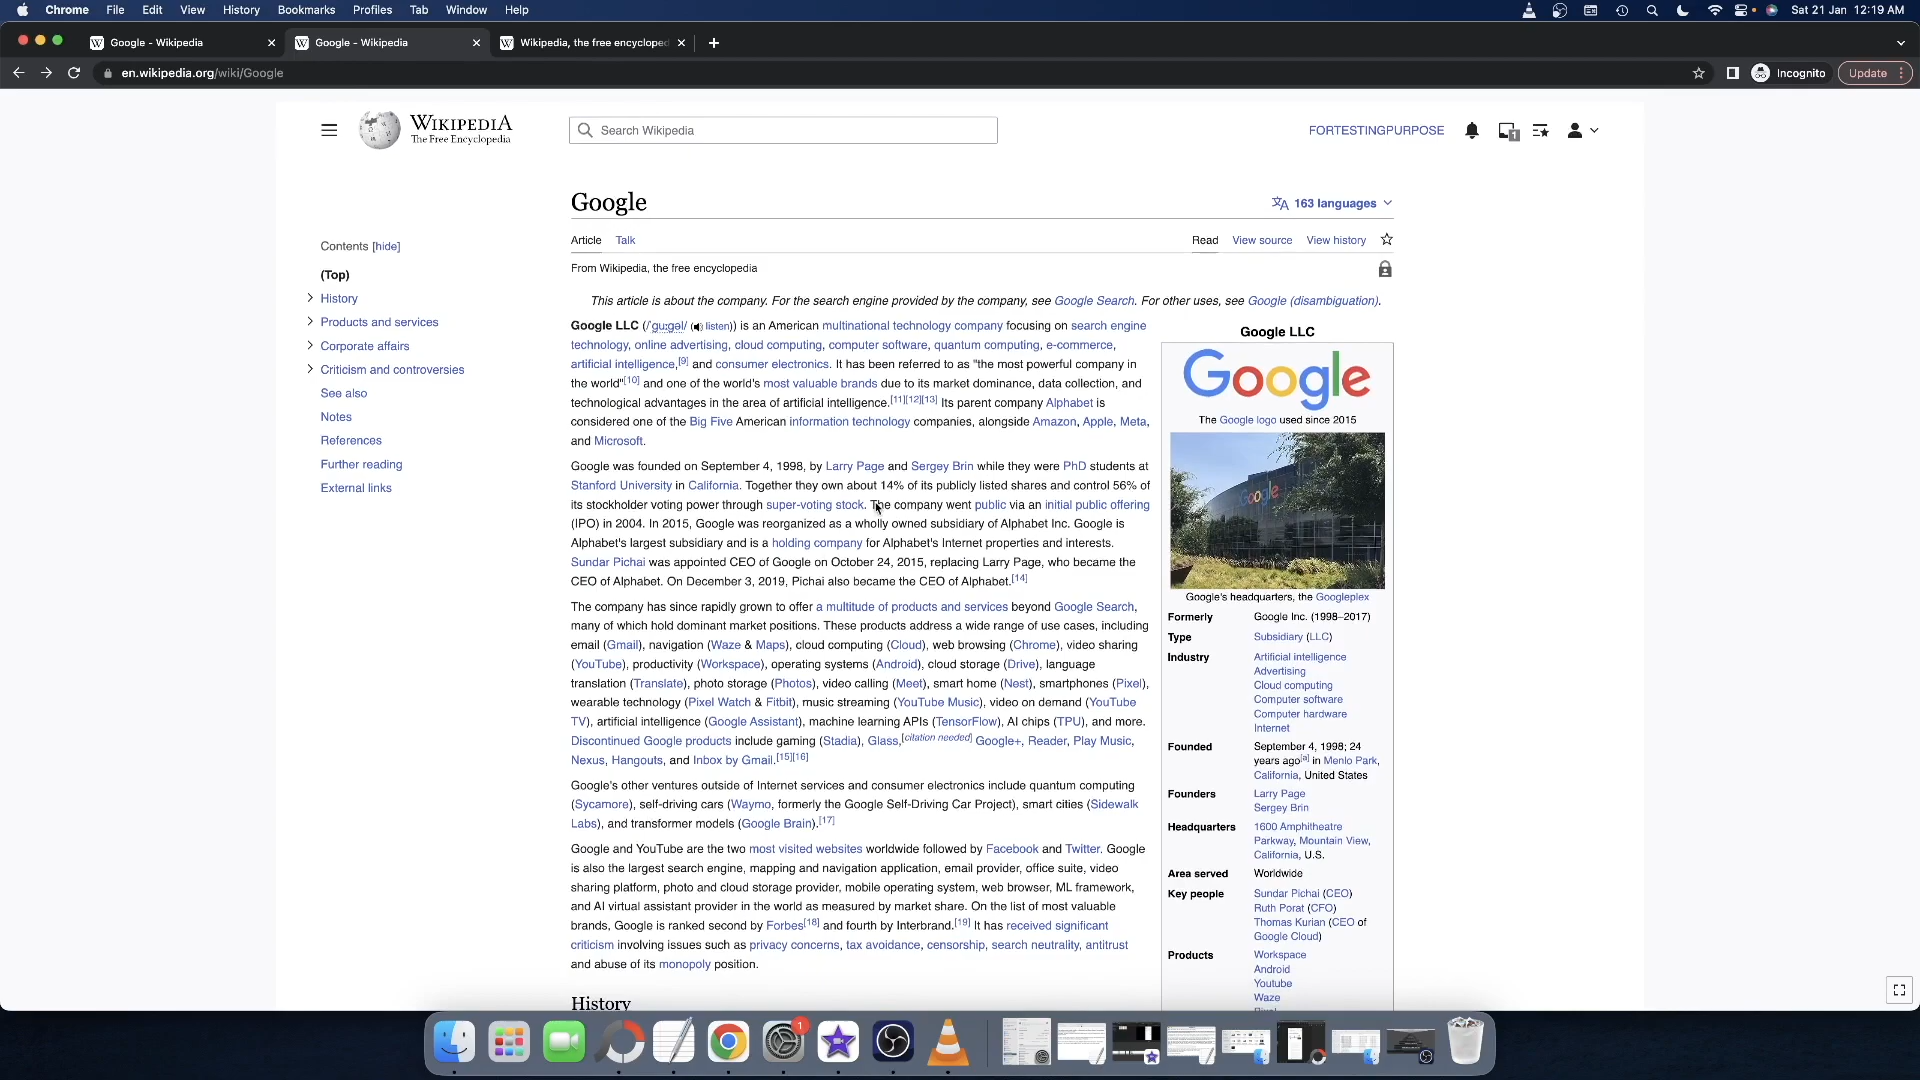 Chrome File Edit View History Bookmarks Profiles Tab Window Help Sat 21 Jan 12:19 AM
Google - Wikipedia Google - Wikipedia Wikipedia, the free encycloped
en.wikipedia.org/wiki/Google Incognito Update
WIKIPEDIA
The Free Encyclopedia
Search Wikipedia
FORTESTINGPURPOSE 1
Google
163 languages
Article Talk Read View source View history
From Wikipedia, the free encyclopedia
Contents [hide]
(Top)
History
Products and services
Corporate affairs
Criticism and controversies
See also
Notes
References
Further reading
External links
This article is about the company. For the search engine provided by the company, see Google Search. For other uses, see Google (disambiguation).
Google LLC (/ˈɡuːɡəl/ (listen)) is an American multinational technology company focusing on search engine
technology, online advertising, cloud computing, computer software, quantum computing, e-commerce,
artificial intelligence,[9] and consumer electronics. It has been referred to as "the most powerful company in
the world"[10] and one of the world's most valuable brands due to its market dominance, data collection, and
technological advantages in the area of artificial intelligence.[11][12][13] Its parent company Alphabet is
considered one of the Big Five American information technology companies, alongside Amazon, Apple, Meta,
and Microsoft.
Google was founded on September 4, 1998, by Larry Page and Sergey Brin while they were PhD students at
Stanford University in California. Together they own about 14% of its publicly listed shares and control 56% of
its stockholder voting power through super-voting stock. The company went public via an initial public offering
(IPO) in 2004. In 2015, Google was reorganized as a wholly owned subsidiary of Alphabet Inc. Google is
Alphabet's largest subsidiary and is a holding company for Alphabet's Internet properties and interests.
Sundar Pichai was appointed CEO of Google on October 24, 2015, replacing Larry Page, who became the
CEO of Alphabet. On December 3, 2019, Pichai also became the CEO of Alphabet.[14]
The company has since rapidly grown to offer a multitude of products and services beyond Google Search,
many of which hold dominant market positions. These products address a wide range of use cases, including
email (Gmail), navigation (Waze & Maps), cloud computing (Cloud), web browsing (Chrome), video sharing
(YouTube), productivity (Workspace), operating systems (Android), cloud storage (Drive), language
translation (Translate), photo storage (Photos), video calling (Meet), smart home (Nest), smartphones (Pixel),
wearable technology (Pixel Watch & Fitbit), music streaming (YouTube Music), video on demand (YouTube
TV), artificial intelligence (Google Assistant), machine learning APIs (TensorFlow), AI chips (TPU), and more.
Discontinued Google products include gaming (Stadia), Glass,[citation needed] Google+, Reader, Play Music,
Nexus, Hangouts, and Inbox by Gmail.[15][16]
Google's other ventures outside of Internet services and consumer electronics include quantum computing
(Sycamore), self-driving cars (Waymo, formerly the Google Self-Driving Car Project), smart cities (Sidewalk
Labs), and transformer models (Google Brain).[17]
Google and YouTube are the two most visited websites worldwide followed by Facebook and Twitter. Google
is also the largest search engine, mapping and navigation application, email provider, office suite, video
sharing platform, photo and cloud storage provider, mobile operating system, web browser, ML framework,
and AI virtual assistant provider in the world as measured by market share. On the list of most valuable
brands, Google is ranked second by Forbes[18] and fourth by Interbrand.[19] It has received significant
criticism involving issues such as privacy concerns, tax avoidance, censorship, search neutrality, antitrust
and abuse of its monopoly position.
History
Google LLC
Google
The Google logo used since 2015
Google
Google's headquarters, the Googleplex
Formerly Google Inc. (1998–2017)
Type Subsidiary (LLC)
Industry Artificial intelligence
Advertising
Cloud computing
Computer software
Computer hardware
Internet
Founded September 4, 1998; 24
years ago[a] in Menlo Park,
California, United States
Founders Larry Page
Sergey Brin
Headquarters 1600 Amphitheatre
Parkway, Mountain View,
California, U.S.
Area served Worldwide
Key people Sundar Pichai (CEO)
Ruth Porat (CFO)
Thomas Kurian (CEO of
Google Cloud)
Products Workspace
Android
Youtube
Waze
Pixel
1